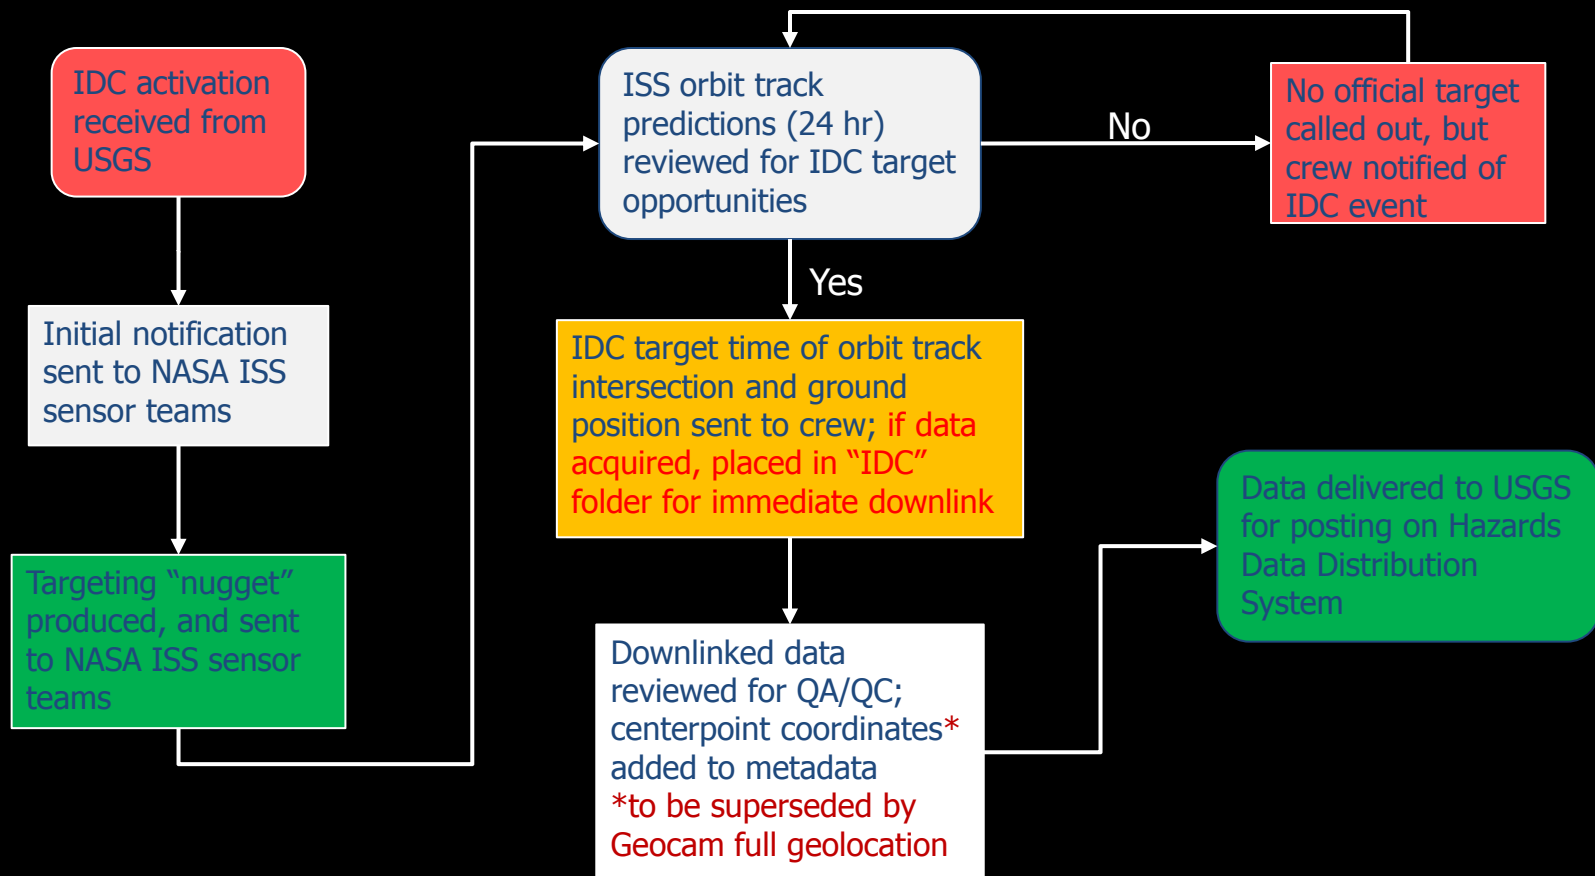 IDC activation
received from
USGS
Initial notification
sent to NASA ISS
sensor teams
Targeting “nugget”
produced, and sent
to NASA ISS sensor
teams
ISS orbit track
predictions (24 hr)
reviewed for IDC target
opportunities
No
No official target
called out, but
crew notified of
IDC event
Yes
IDC target time of orbit track
intersection and ground
position sent to crew; if data
acquired, placed in “IDC”
folder for immediate downlink
Downlinked data
reviewed for QA/QC;
centerpoint coordinates*
added to metadata
*to be superseded by
Geocam full geolocation
Data delivered to USGS
for posting on Hazards
Data Distribution
System